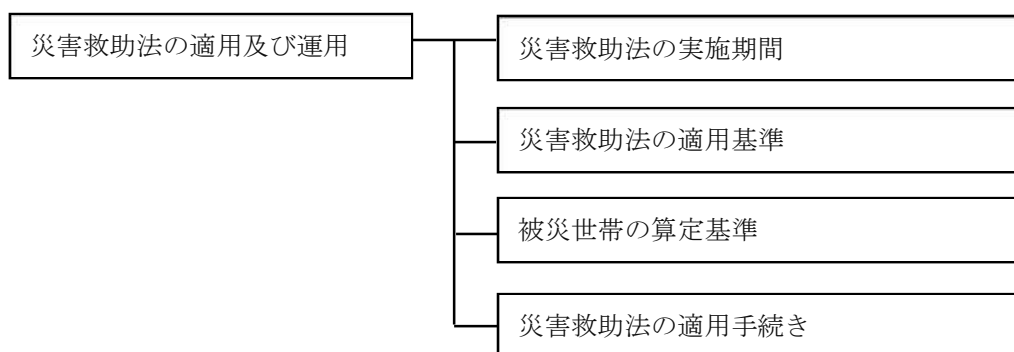 災害救助法の適用及び運用
災害救助法の実施期間
災害救助法の適用基準
被災世帯の算定基準
災害救助法の適用手続き